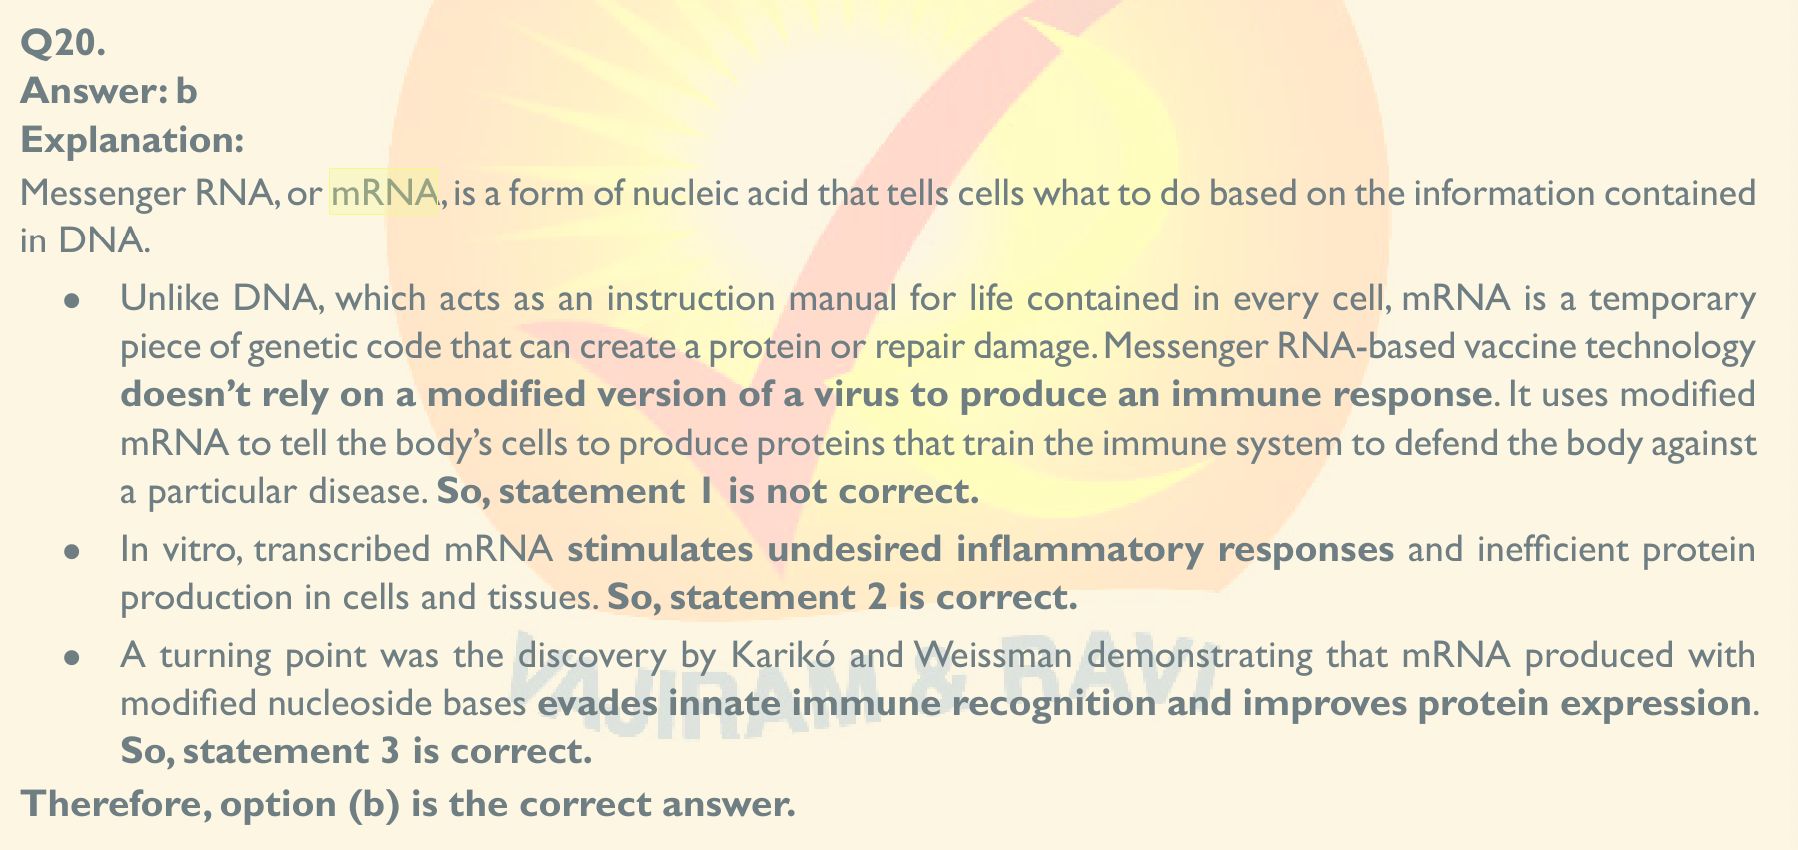 Q20.
Answer: b
Explanation:
Messenger RNA, or mRNA, is a form of nucleic acid that tells cells what to do based on the information contained
in DNA.
● Unlike DNA, which acts as an instruction manual for life contained in every cell, mRNA is a temporary
piece of genetic code that can create a protein or repair damage. Messenger RNA-based vaccine technology
doesn’t rely on a modified version of a virus to produce an immune response. It uses modified
mRNA to tell the body’s cells to produce proteins that train the immune system to defend the body against
a particular disease. So, statement 1 is not correct.
● In vitro, transcribed mRNA stimulates undesired inflammatory responses and inefficient protein
production in cells and tissues. So, statement 2 is correct.
● A turning point was the discovery by Karikó and Weissman demonstrating that mRNA produced with
modified nucleoside bases evades innate immune recognition and improves protein expression.
So, statement 3 is correct.
Therefore, option (b) is the correct answer.
VAJIRAM & RAVI